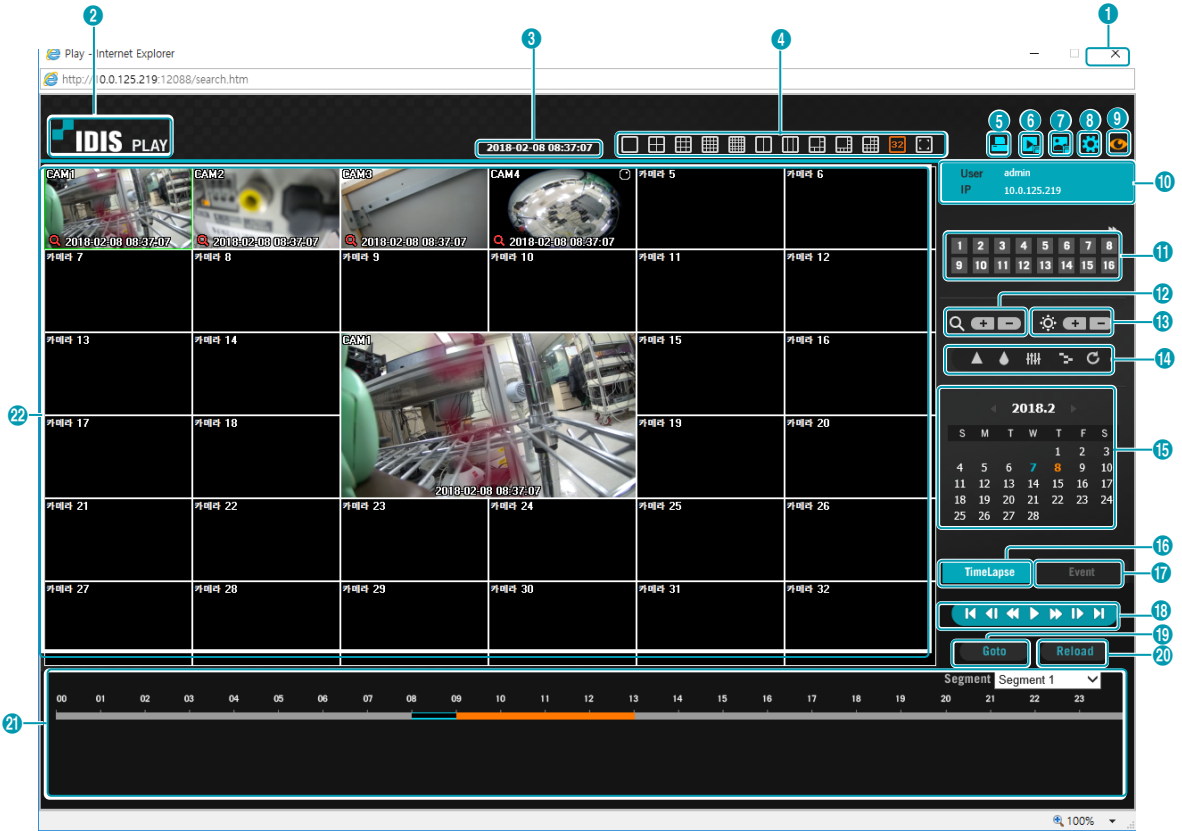 1
2
3
4
Play - Internet Explorer
http://10.0.125.219:12088/search.htm
5 6 7 8 9
IDIS PLAY
2018-02-08 08:37:07
32
CAM1 CAM2 CAM3 CAM4 카메라 5 카메라 6
2018-02-08 08:37:07 2018-02-08 08:37:07 2018-02-08 08:37:07 2018-02-08 08:37:07
카메라 7 카메라 8 카메라 9 카메라 10 카메라 11 카메라 12
카메라 13 카메라 14 CAM1 카메라 15 카메라 16
카메라 17 카메라 18 카메라 19 카메라 20
2018-02-08 08:37:07
카메라 21 카메라 22 카메라 23 카메라 24 카메라 25 카메라 26
카메라 27 카메라 28 카메라 29 카메라 30 카메라 31 카메라 32
22
User admin
IP 10.0.125.219
10
1 2 3 4 5 6 7 8
9 10 11 12 13 14 15 16
11
12
13
14
2018.2
S M T W T F S
1 2 3
4 5 6 7 8 9 10
11 12 13 14 15 16 17
18 19 20 21 22 23 24
25 26 27 28
15
16
TimeLapse Event
17
18
19
Goto Reload
20
Segment Segment 1
00 01 02 03 04 05 06 07 08 09 10 11 12 13 14 15 16 17 18 19 20 21 22 23
21
100%